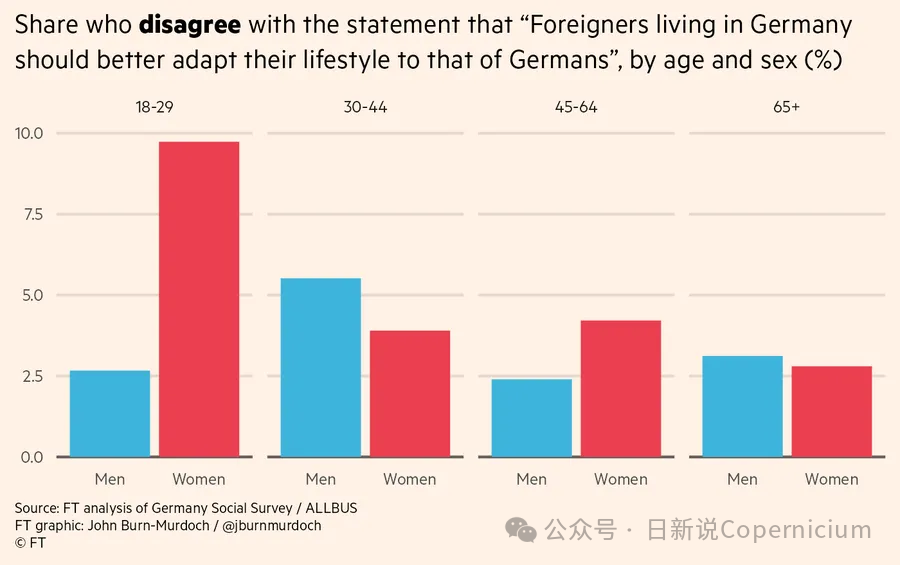 Share who disagree with the statement that “Foreigners living in Germany
should better adapt their lifestyle to that of Germans”, by age and sex (%)
18-29 30-44 45-64 65+
10.0
7.5
5.0
2.5
0.0
Men Women Men Women Men Women Men Women
Source: FT analysis of Germany Social Survey / ALLBUS
FT graphic: John Burn-Murdoch / @jburnmurdoch
© FT
公众号 · 日新说Copernicium